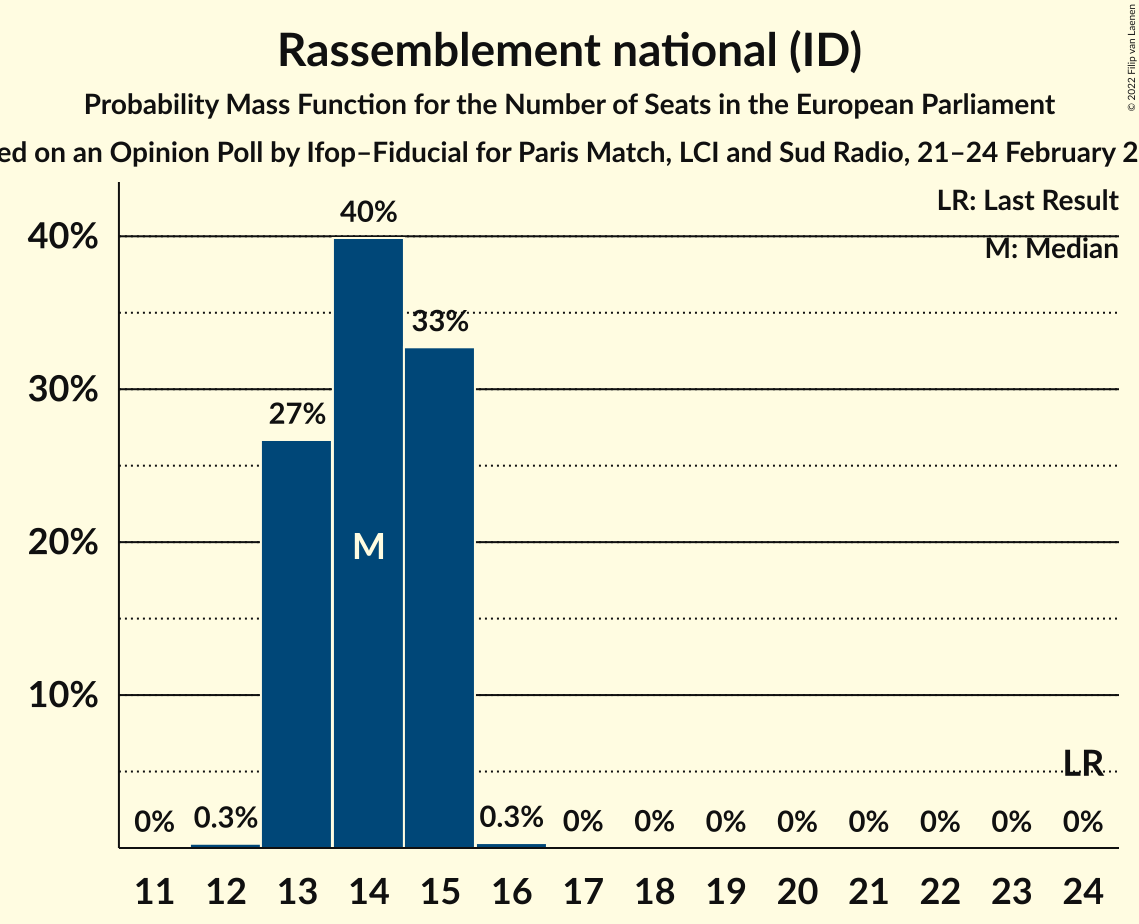 Rassemblement national (ID)
Probability Mass Function for the Number of Seats in the European Parliament
ed on an Opinion Poll by Ifop–Fiducial for Paris Match, LCI and Sud Radio, 21–24 February 2
© 2022 Filip van Laenen
LR: Last Result
M: Median
40%
30%
20%
10%
0%
0.3%
27%
40%
33%
0.3%
0%
0%
0%
0%
0%
0%
0%
0%
M
LR
11 12 13 14 15 16 17 18 19 20 21 22 23 24